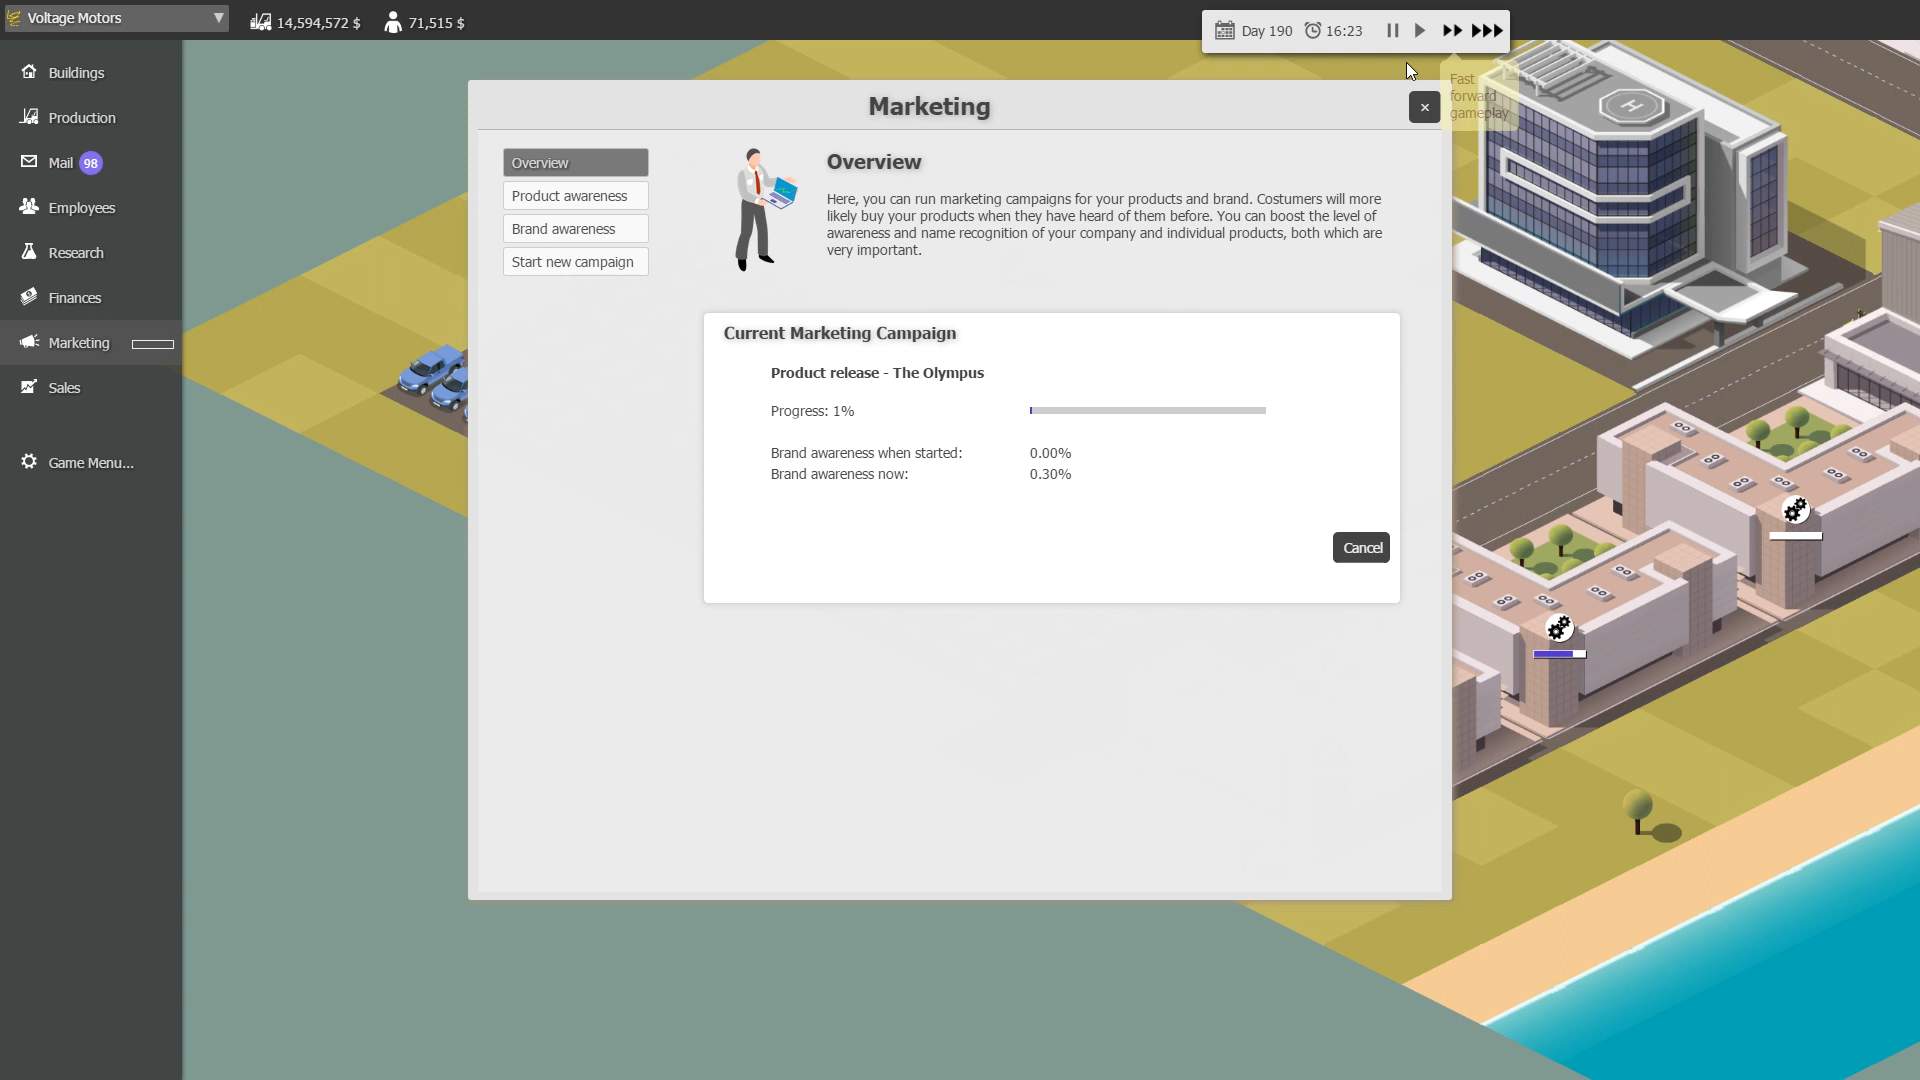 Voltage Motors
14,594,572 $
71,515 $
Day 190
16:23
Fast
forward
gameplay
Buildings
Production
Mail 98
Employees
Research
Finances
Marketing
Sales
Game Menu...
Marketing
×
Overview
Product awareness
Brand awareness
Start new campaign
Overview
Here, you can run marketing campaigns for your products and brand. Costumers will more
likely buy your products when they have heard of them before. You can boost the level of
awareness and name recognition of your company and individual products, both which are
very important.
Current Marketing Campaign
Product release - The Olympus
Progress: 1%
Brand awareness when started: 0.00%
Brand awareness now: 0.30%
Cancel
H